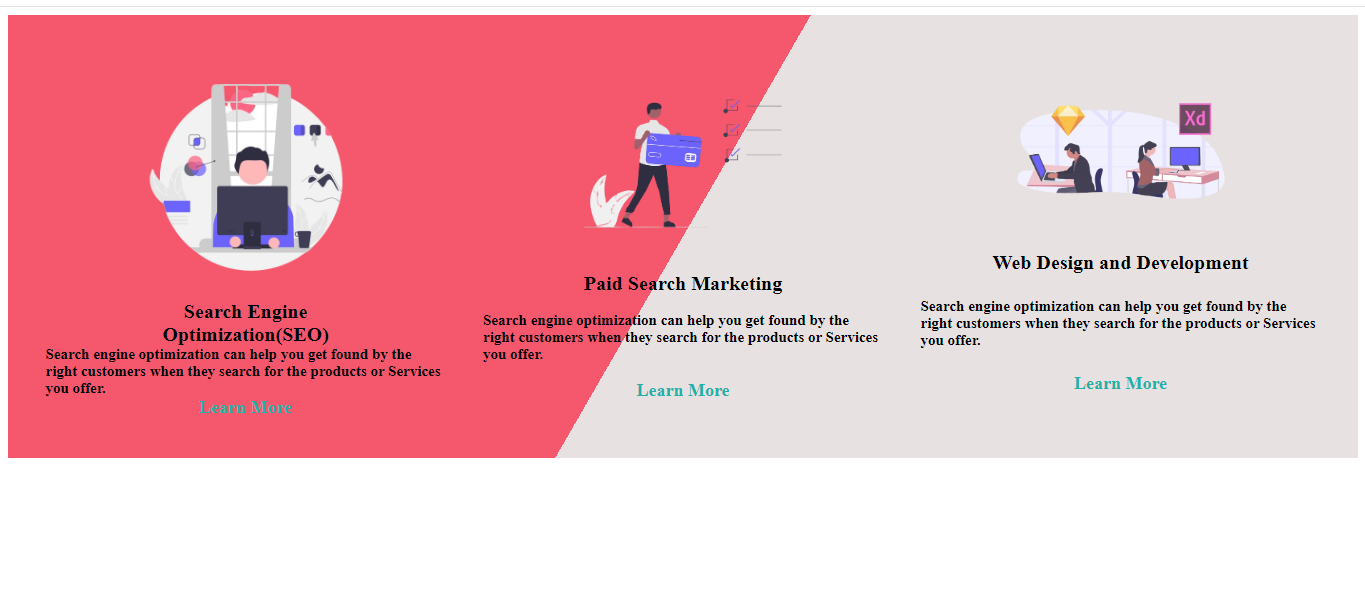 Search Engine
Optimization(SEO)
Search engine optimization can help you get found by the
right customers when they search for the products or Services
you offer.
Learn More
Paid Search Marketing
Search engine optimization can help you get found by the
right customers when they search for the products or Services
you offer.
Learn More
Xd
Web Design and Development
Search engine optimization can help you get found by the
right customers when they search for the products or Services
you offer.
Learn More